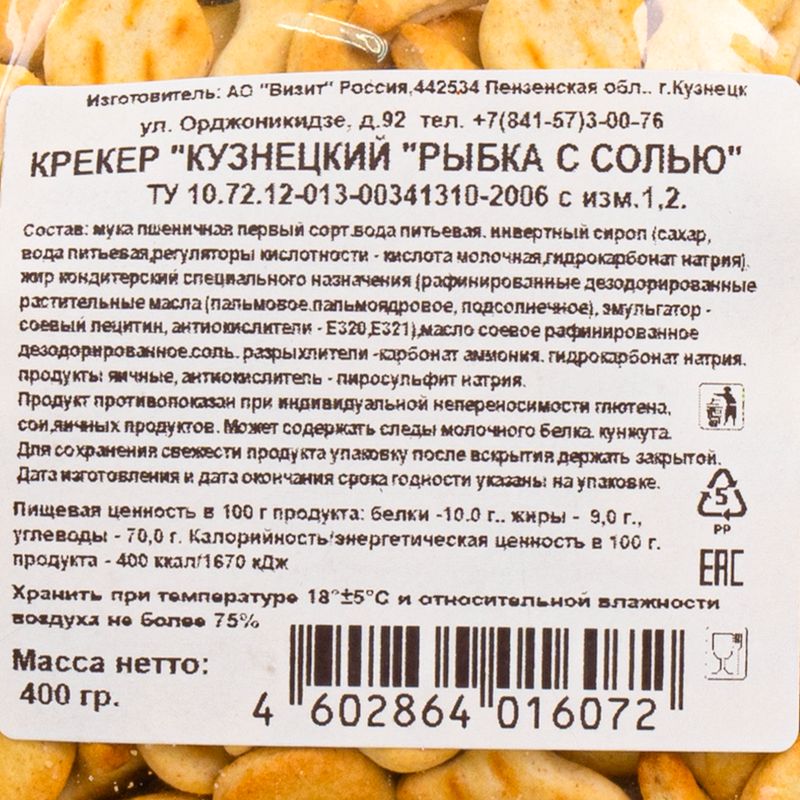 Изготовитель: АО "Визит" Россия,442534 Пензенская обл.. г.Кузнецк
ул. Орджоникидзе, д.92 тел. +7(841-57)3-00-76
КРЕКЕР "КУЗНЕЦКИЙ "РЫБКА С СОЛЬЮ"
ТУ 10.72.12-013-00341310-2006 с изм.1,2.
Состав: мука пшеничная первый сорт.вода питьевая. инвертный сироп (сахар,
вода питьевая,регуляторы кислотности - кислота молочная,гидрокарбонат натрия).
жир кондитерский специального назначения (рафинированные дезодорированные
растительные масла (пальмовое.пальмоядровое, подсолнечное), эмульгатор -
соевый лецитин, антиокислители - Е320,Е321),масло соевое рафинированное
дезодорированное.соль. разрыхлители -карбонат аммония. гидрокарбонат натрия.
продукты яичные, антиокислитель - пиросульфит натрия.
Продукт противопоказан при индивидуальной непереносимости глютена,
сои,яичных продуктов. Может содержать следы молочного белка. кунжута.
Для сохранения свежести продукта упаковку после вскрытия держать закрытой.
Дата изготовления и дата окончания срока годности указаны на упаковке.
Пищевая ценность в 100 г продукта: белки -10.0 г.. жиры - 9,0 г.,
углеводы - 70,0 г. Калорийность/энергетическая ценность в 100 г.
продукта - 400 ккал/1670 кДж
Хранить при температуре 18°±5°С и относительной влажности
воздуха не более 75%
Масса нетто:
400 гр.
5
PP
EAC
4 602864 016072